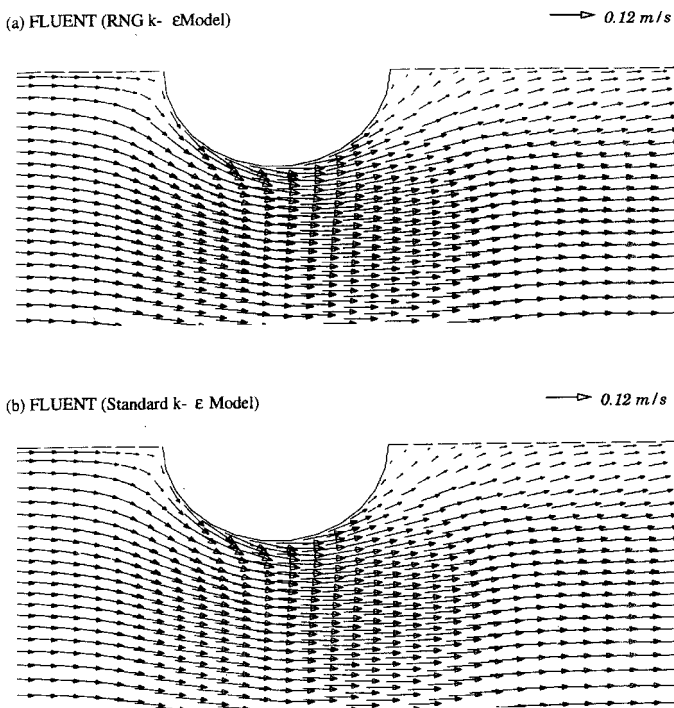 (a) FLUENT (RNG k- εModel)
0.12 m/s
(b) FLUENT (Standard k- ε Model)
0.12 m/s